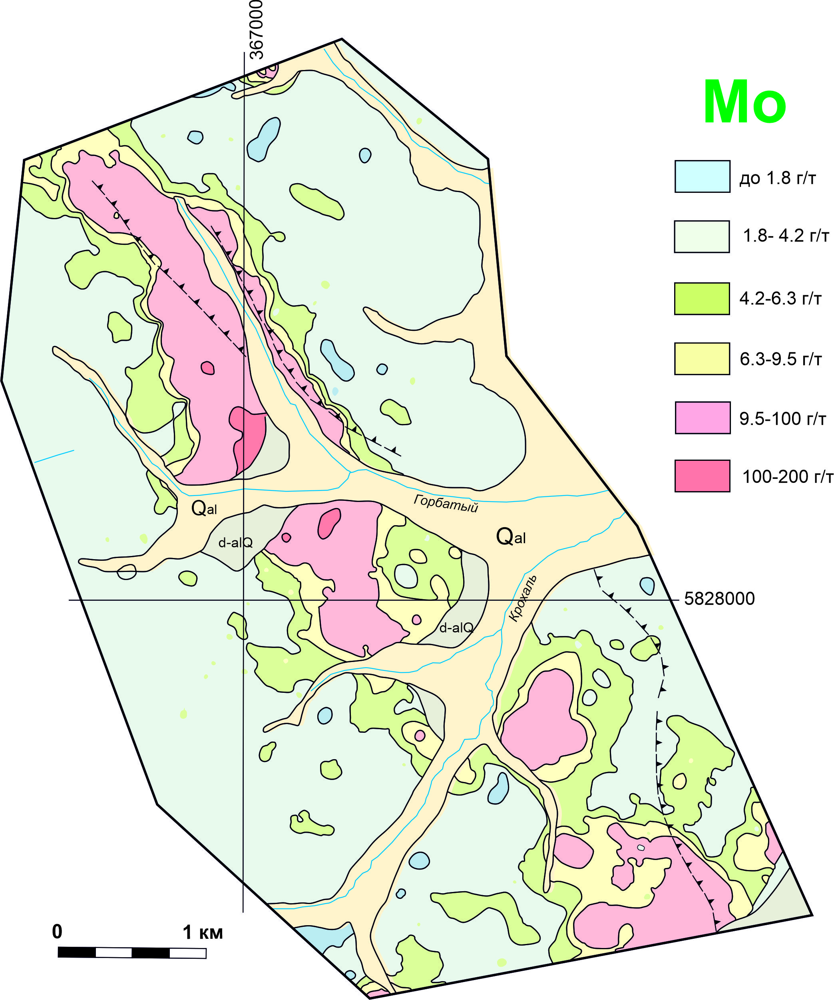 367000
Mo
до 1.8 г/т
1.8- 4.2 г/т
4.2-6.3 г/т
6.3-9.5 г/т
9.5-100 г/т
100-200 г/т
Горбатый
Qal
Qal
d-alQ
Крохаль
5828000
d-alQ
0 1 км